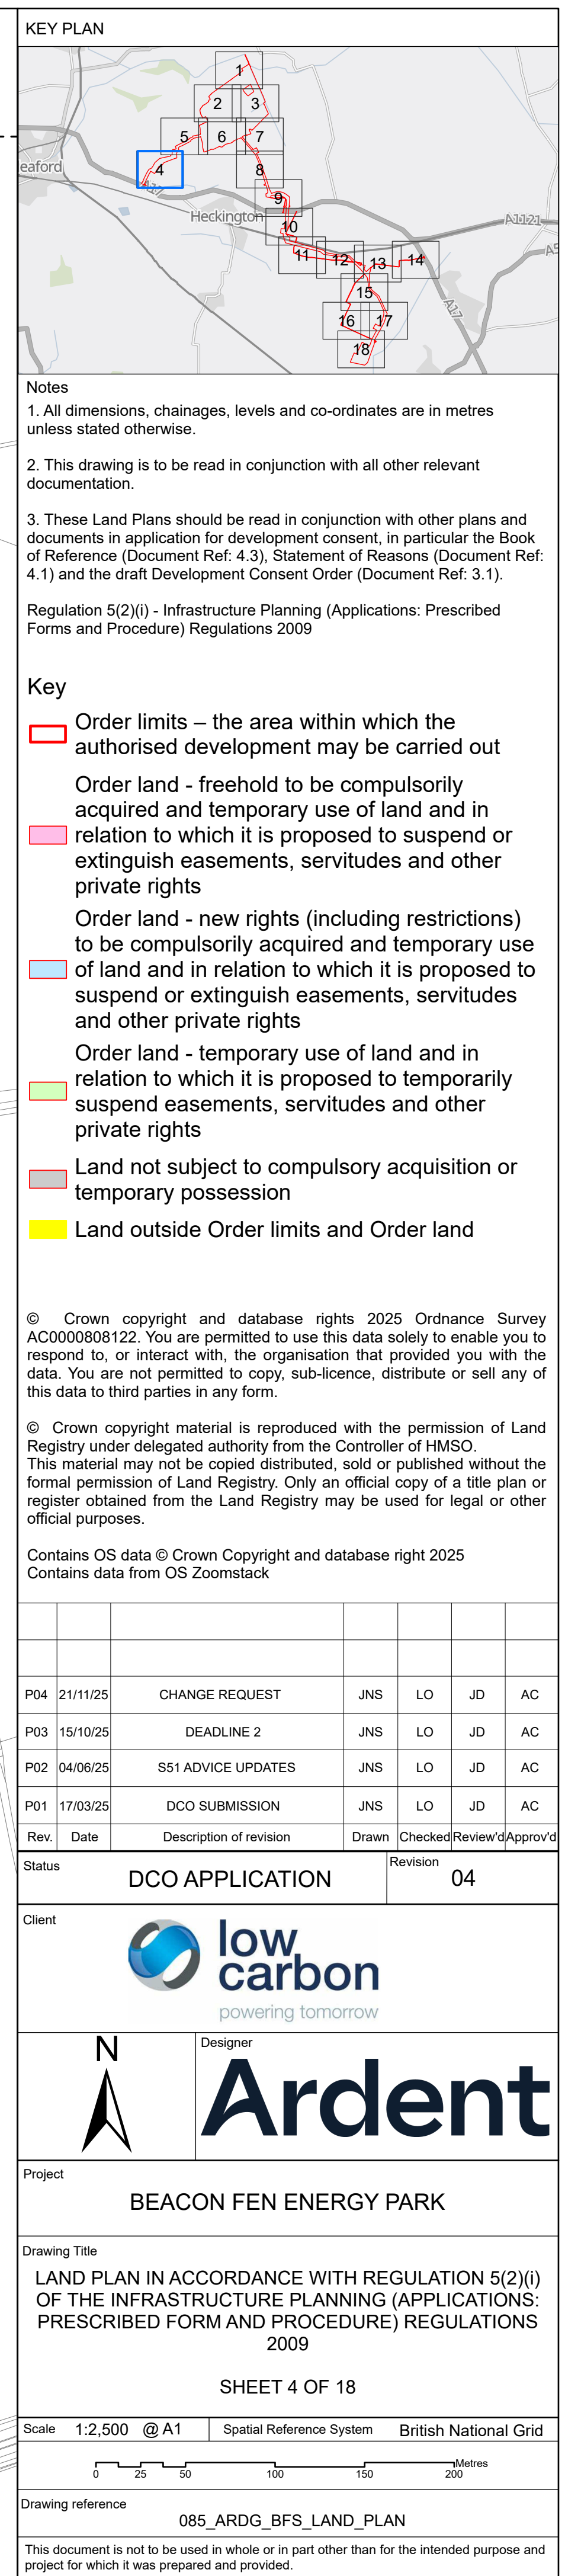 KEY PLAN
1
2
3
5
6
7
4
8
9
10
11
12
13
14
15
16
17
18
eaford
Heckington
A17
A1121
A5
A17
Notes
1. All dimensions, chainages, levels and co-ordinates are in metres
unless stated otherwise.
2. This drawing is to be read in conjunction with all other relevant
documentation.
3. These Land Plans should be read in conjunction with other plans and
documents in application for development consent, in particular the Book
of Reference (Document Ref: 4.3), Statement of Reasons (Document Ref:
4.1) and the draft Development Consent Order (Document Ref: 3.1).
Regulation 5(2)(i) - Infrastructure Planning (Applications: Prescribed
Forms and Procedure) Regulations 2009
Key
Order limits – the area within which the
authorised development may be carried out
Order land - freehold to be compulsorily
acquired and temporary use of land and in
relation to which it is proposed to suspend or
extinguish easements, servitudes and other
private rights
Order land - new rights (including restrictions)
to be compulsorily acquired and temporary use
of land and in relation to which it is proposed to
suspend or extinguish easements, servitudes
and other private rights
Order land - temporary use of land and in
relation to which it is proposed to temporarily
suspend easements, servitudes and other
private rights
Land not subject to compulsory acquisition or
temporary possession
Land outside Order limits and Order land
© Crown copyright and database rights 2025 Ordnance Survey
AC0000808122. You are permitted to use this data solely to enable you to
respond to, or interact with, the organisation that provided you with the
data. You are not permitted to copy, sub-licence, distribute or sell any of
this data to third parties in any form.
© Crown copyright material is reproduced with the permission of Land
Registry under delegated authority from the Controller of HMSO.
This material may not be copied distributed, sold or published without the
formal permission of Land Registry. Only an official copy of a title plan or
register obtained from the Land Registry may be used for legal or other
official purposes.
Contains OS data © Crown Copyright and database right 2025
Contains data from OS Zoomstack
P04 21/11/25 CHANGE REQUEST JNS LO JD AC
P03 15/10/25 DEADLINE 2 JNS LO JD AC
P02 04/06/25 S51 ADVICE UPDATES JNS LO JD AC
P01 17/03/25 DCO SUBMISSION JNS LO JD AC
Rev. Date Description of revision Drawn Checked Review'd Approv'd
Status
DCO APPLICATION
Revision
04
Client
low
carbon
powering tomorrow
N
Designer
Ardent
Project
BEACON FEN ENERGY PARK
Drawing Title
LAND PLAN IN ACCORDANCE WITH REGULATION 5(2)(i)
OF THE INFRASTRUCTURE PLANNING (APPLICATIONS:
PRESCRIBED FORM AND PROCEDURE) REGULATIONS
2009
SHEET 4 OF 18
Scale 1:2,500 @ A1 Spatial Reference System British National Grid
Metres
0 25 50 100 150 200
Drawing reference
085_ARDG_BFS_LAND_PLAN
This document is not to be used in whole or in part other than for the intended purpose and
project for which it was prepared and provided.